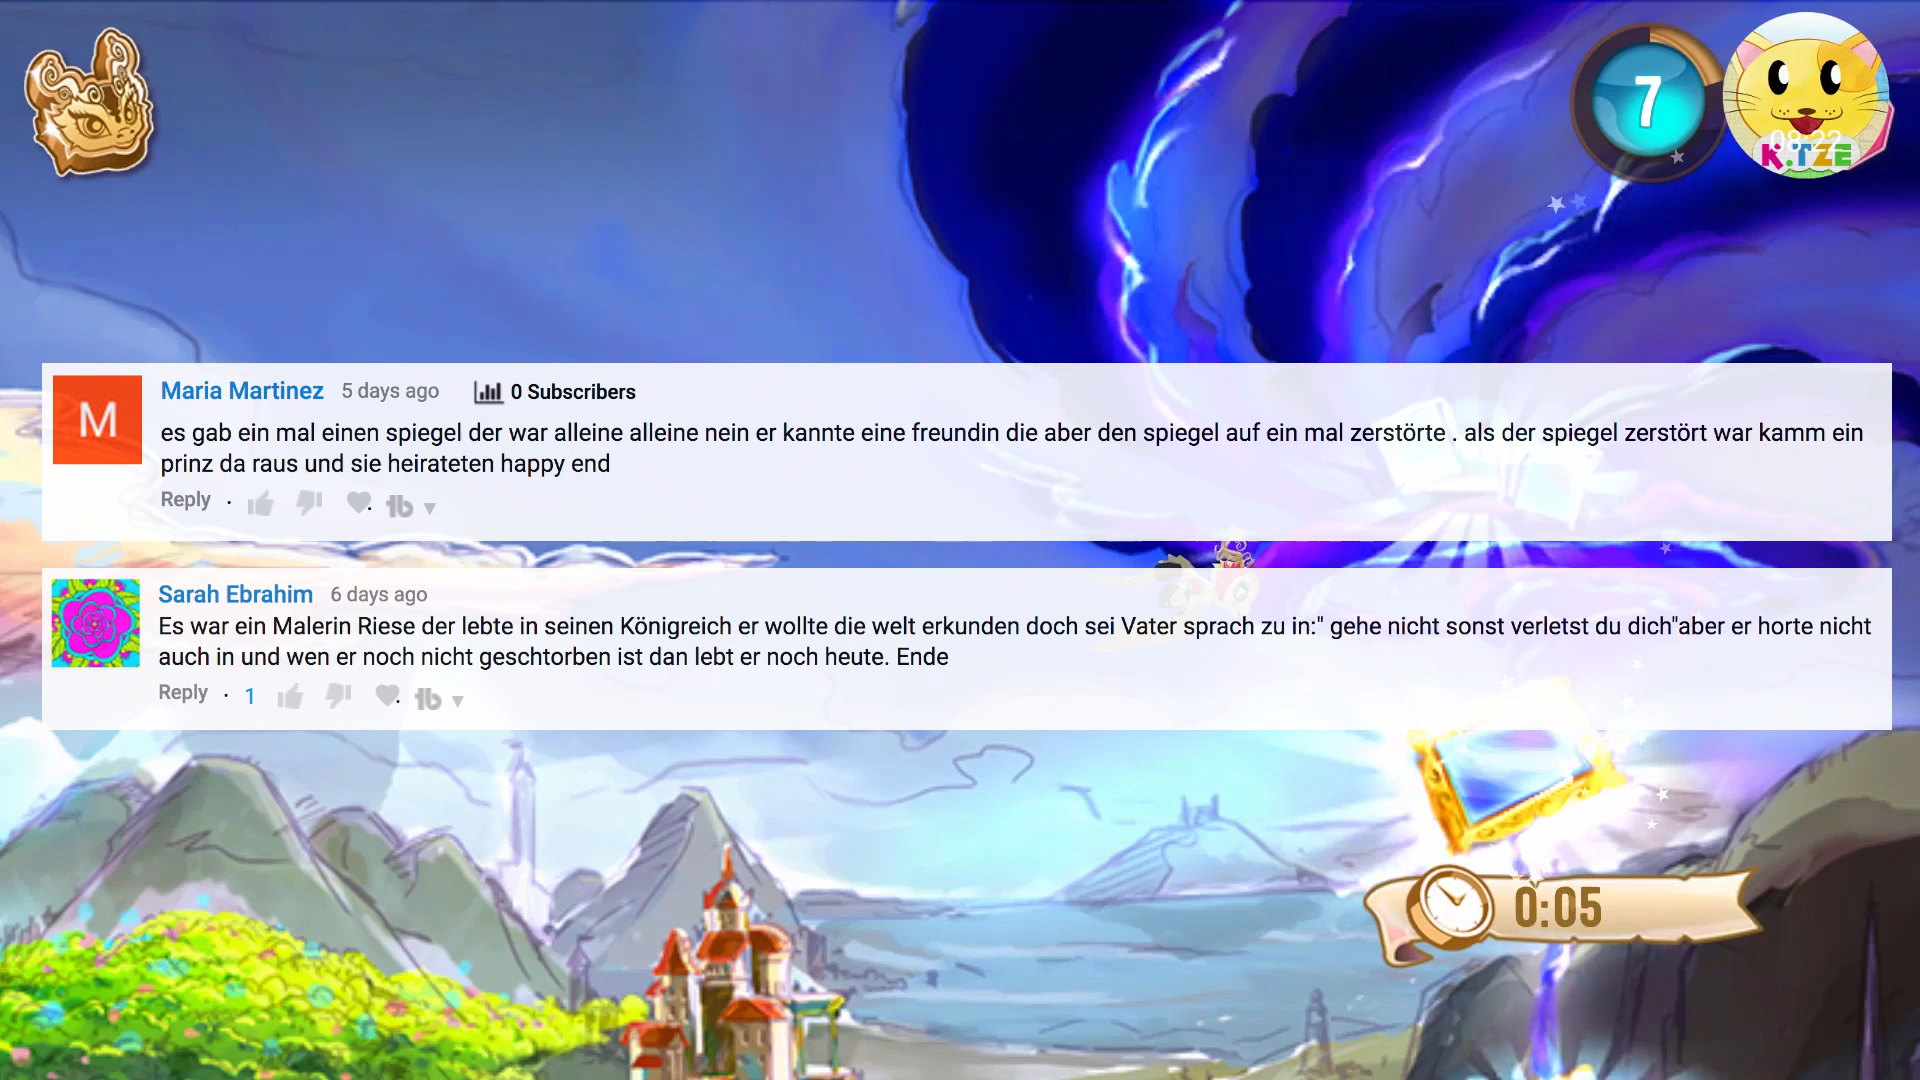 7
08:22
K.TZE
M
Maria Martinez 5 days ago 0 Subscribers
es gab ein mal einen spiegel der war alleine alleine nein er kannte eine freundin die aber den spiegel auf ein mal zerstörte . als der spiegel zerstört war kamm ein
prinz da raus und sie heirateten happy end
Reply · tb
Sarah Ebrahim 6 days ago
Es war ein Malerin Riese der lebte in seinen Königreich er wollte die welt erkunden doch sei Vater sprach zu in:" gehe nicht sonst verletst du dich"aber er horte nicht
auch in und wen er noch nicht geschtorben ist dan lebt er noch heute. Ende
Reply · 1 tb
0:05